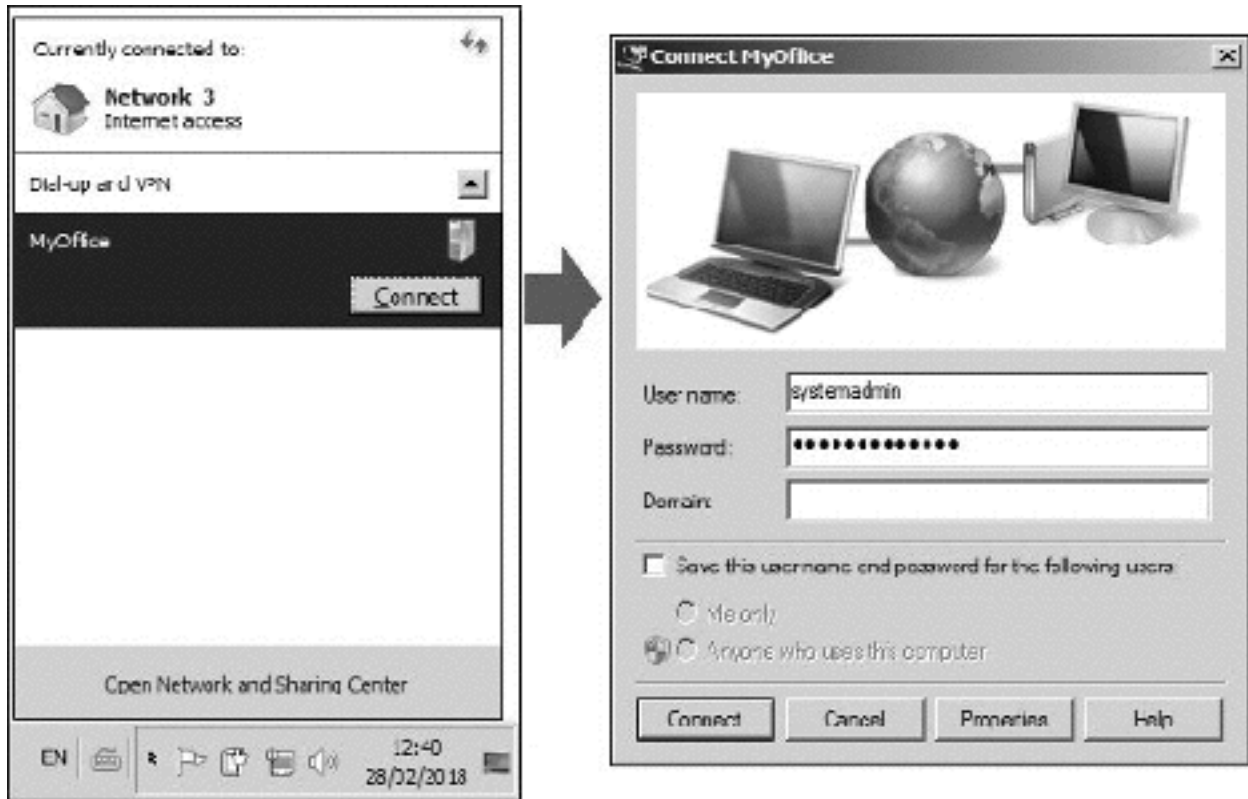 Currently connected to:
Network 3
Internet access
Dial-up and VPN
MyOffice
Connect
Open Network and Sharing Center
EN
12:40
28/02/2018
Connect MyOffice
User name:
systemadmin
Password:
Domain:
Save this user name and password for the following users:
Me only
Anyone who uses this computer
Connect
Cancel
Properties
Help